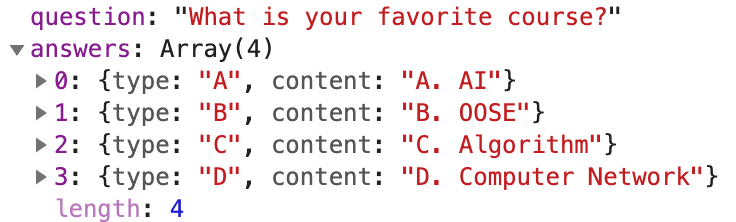 question: "What is your favorite course?"
answers: Array(4)
0: {type: "A", content: "A. AI"}
1: {type: "B", content: "B. OOSE"}
2: {type: "C", content: "C. Algorithm"}
3: {type: "D", content: "D. Computer Network"}
length: 4